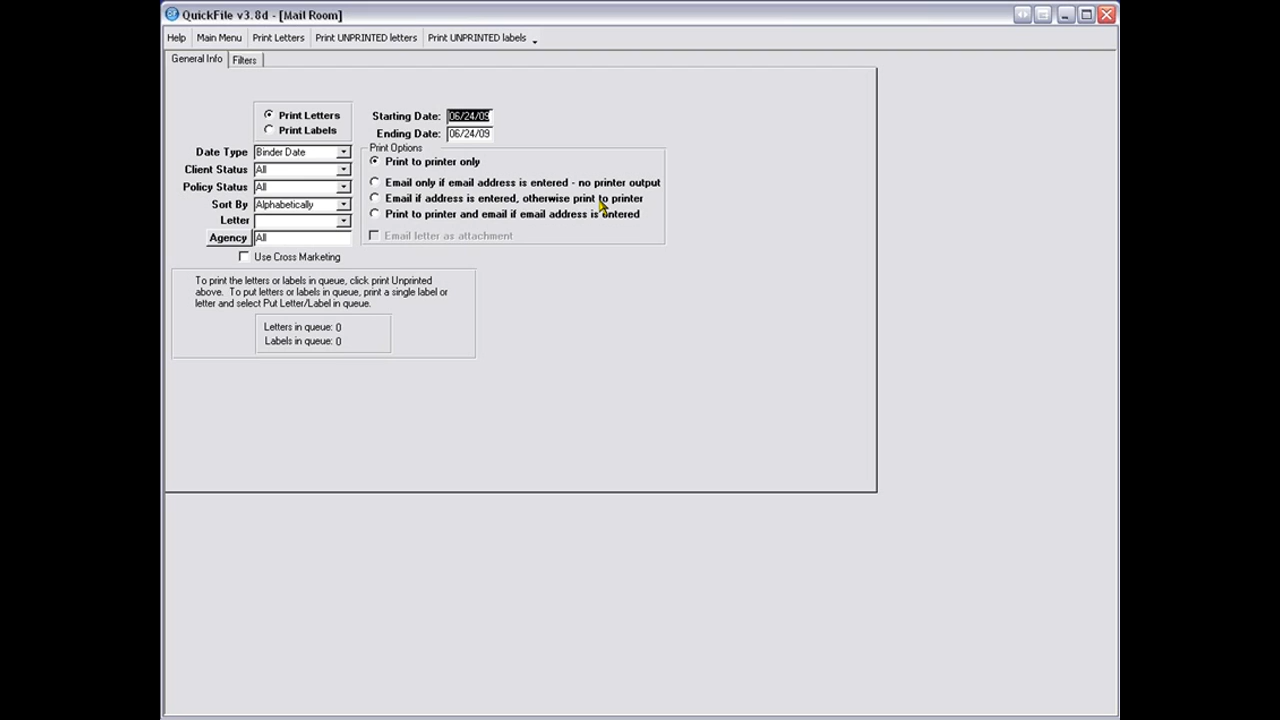 QuickFile v3.8d - [Mail Room]
Help Main Menu Print Letters Print UNPRINTED letters Print UNPRINTED labels
General Info Filters
Print Letters
Print Labels
Starting Date: 06/24/09
Ending Date: 06/24/09
Date Type Binder Date
Client Status All
Policy Status All
Sort By Alphabetically
Letter
Agency All
Use Cross Marketing
Print Options
Print to printer only
Email only if email address is entered - no printer output
Email if address is entered, otherwise print to printer
Print to printer and email if email address is entered
Email letter as attachment
To print the letters or labels in queue, click print Unprinted
above. To put letters or labels in queue, print a single label or
letter and select Put Letter/Label in queue.
Letters in queue: 0
Labels in queue: 0